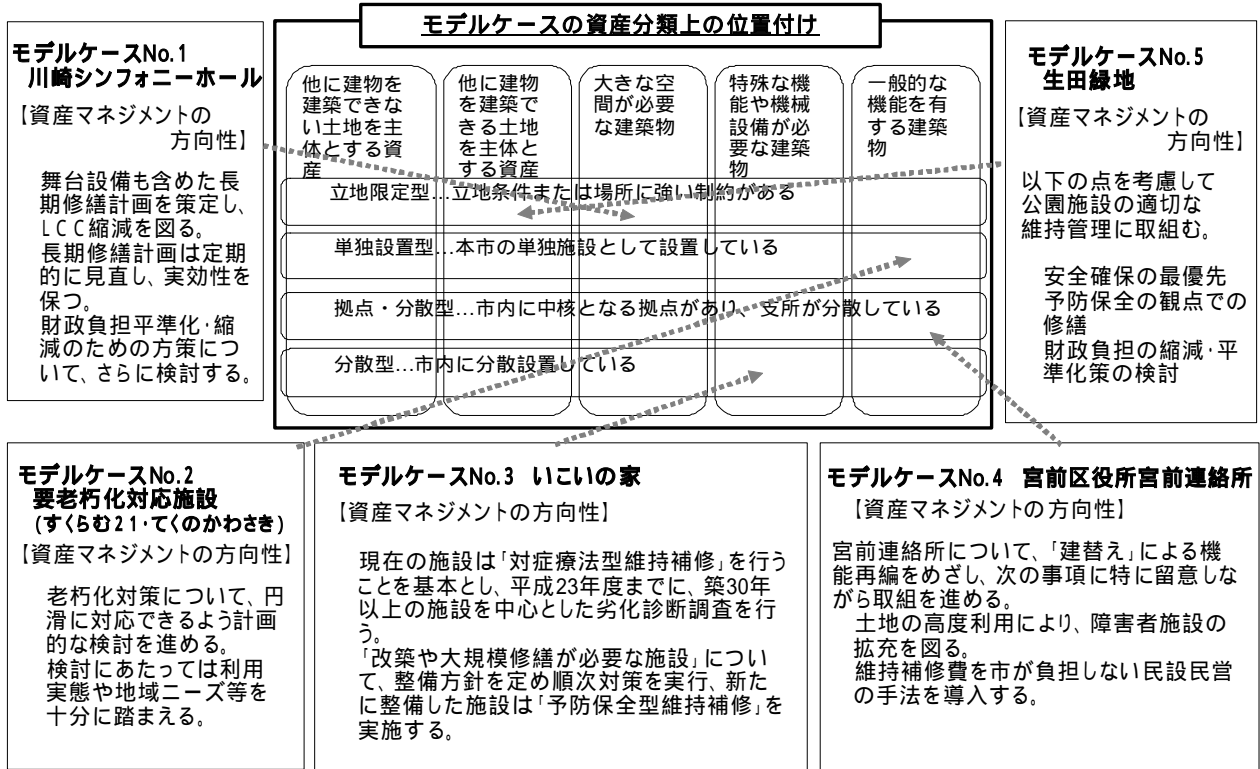 モデルケースの資産分類上の位置付け
モデルケースNo.1
川崎シンフォニーホール
【資産マネジメントの
方向性】
舞台設備も含めた長
期修繕計画を策定し、
LCC縮減を図る。
長期修繕計画は定期
的に見直し、実効性を
保つ。
財政負担平準化・縮
減のための方策につ
いて、さらに検討する。
他に建物を
建築できな
い土地を主
体とする資
産
他に建物
を建築で
きる土地
を主体と
する資産
大きな空
間が必要
な建築物
特殊な機
能や機械
設備が必
要な建築
物
一般的な
機能を有
する建築
物
立地限定型…立地条件または場所に強い制約がある
単独設置型…本市の単独施設として設置している
拠点・分散型…市内に中核となる拠点があり、支所が分散している
分散型…市内に分散設置している
モデルケースNo.5
生田緑地
【資産マネジメントの
方向性】
以下の点を考慮して
公園施設の適切な
維持管理に取組む。
安全確保の最優先
予防保全の観点での
修繕
財政負担の縮減・平
準化策の検討
モデルケースNo.2
要老朽化対応施設
(すくらむ21・てくのかわさき)
【資産マネジメントの方向性】
老朽化対策について、円
滑に対応できるよう計画
的な検討を進める。
検討にあたっては利用
実態や地域ニーズ等を
十分に踏まえる。
モデルケースNo.3 いこいの家
【資産マネジメントの方向性】
現在の施設は「対症療法型維持補修」を行う
ことを基本とし、平成23年度までに、築30年
以上の施設を中心とした劣化診断調査を行
う。
「改築や大規模修繕が必要な施設」につい
て、整備方針を定め順次対策を実行、新た
に整備した施設は「予防保全型維持補修」を
実施する。
モデルケースNo.4 宮前区役所宮前連絡所
【資産マネジメントの方向性】
宮前連絡所について、「建替え」による機
能再編をめざし、次の事項に特に留意しな
がら取組を進める。
土地の高度利用により、障害者施設の
拡充を図る。
維持補修費を市が負担しない民設民営
の手法を導入する。